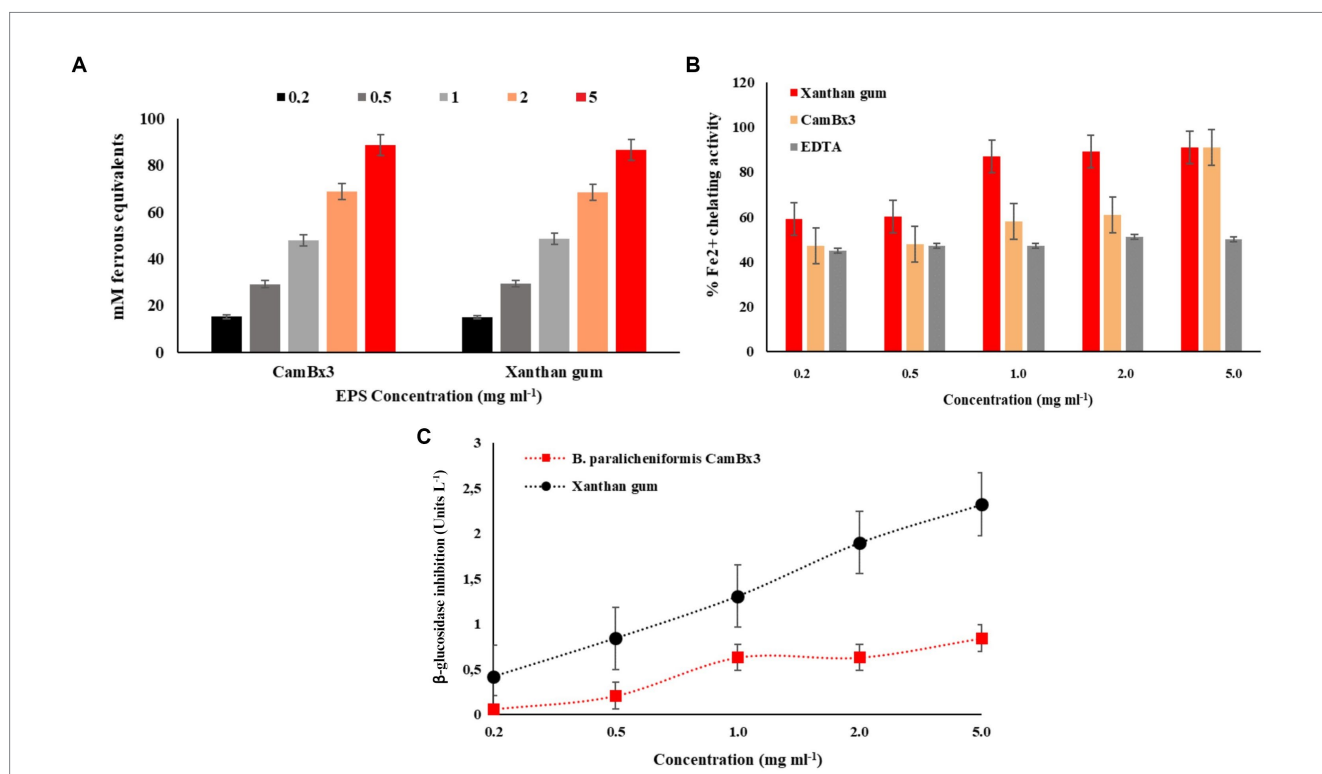 A
0,2 0,5 1 2 5
mM ferrous equivalents
100
80
60
40
20
0
CamBx3 Xanthan gum
EPS Concentration (mg ml-1)
B
Xanthan gum
CamBx3
EDTA
% Fe2+ chelating activity
120
100
80
60
40
20
0
0.2 0.5 1.0 2.0 5.0
Concentration (mg ml-1)
C
B. paralicheniformis CamBx3
Xanthan gum
β-glucosidase inhibition (Units L-1)
3
2,5
2
1,5
1
0,5
0
0.2 0.5 1.0 2.0 5.0
Concentration (mg ml-1)